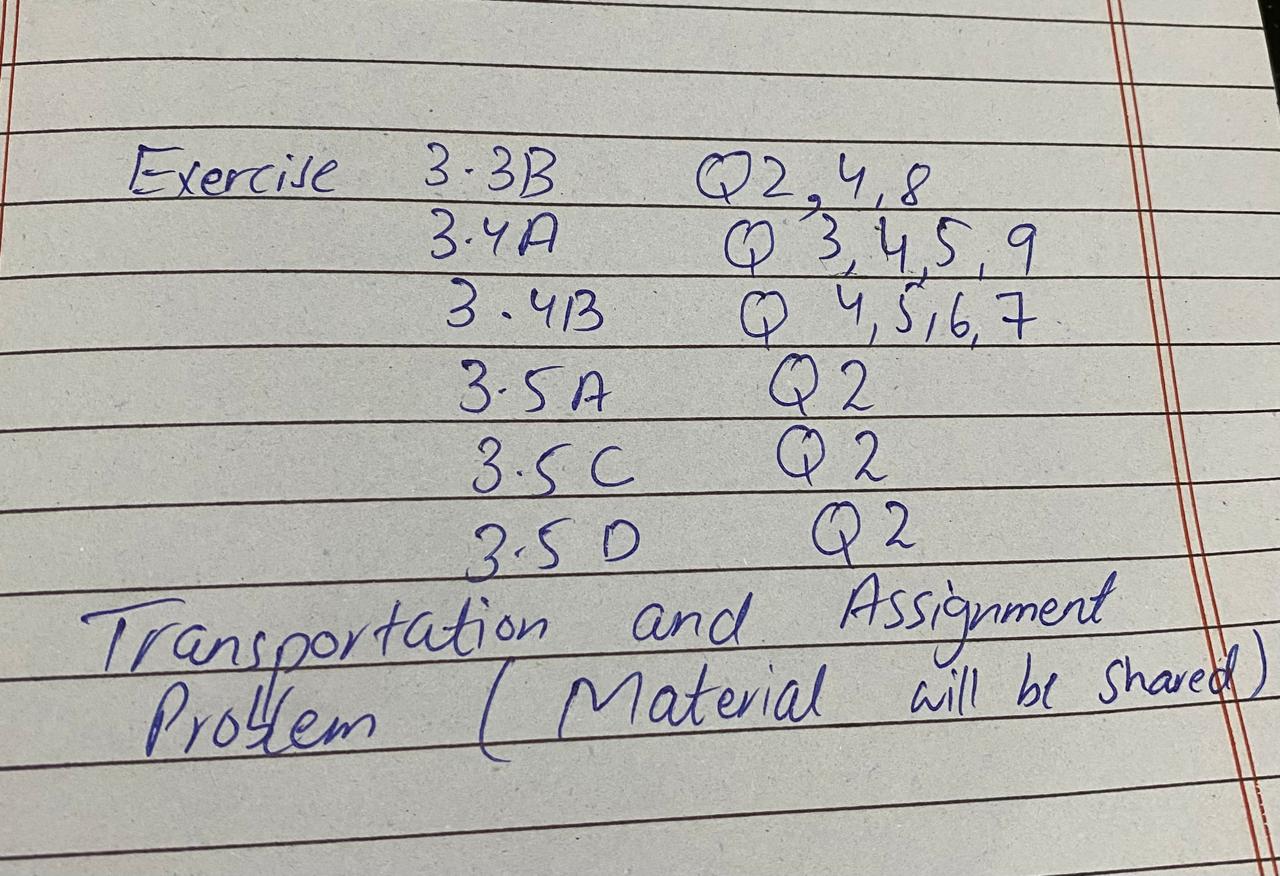 Exercise 3.3B Q2,4,8
3.4A Q 3,4,5,9
3.4B Q 4,5,6,7
3.5A Q2
3.5C Q2
3.5D Q2
Transportation and Assignment
Problem (Material will be shared)